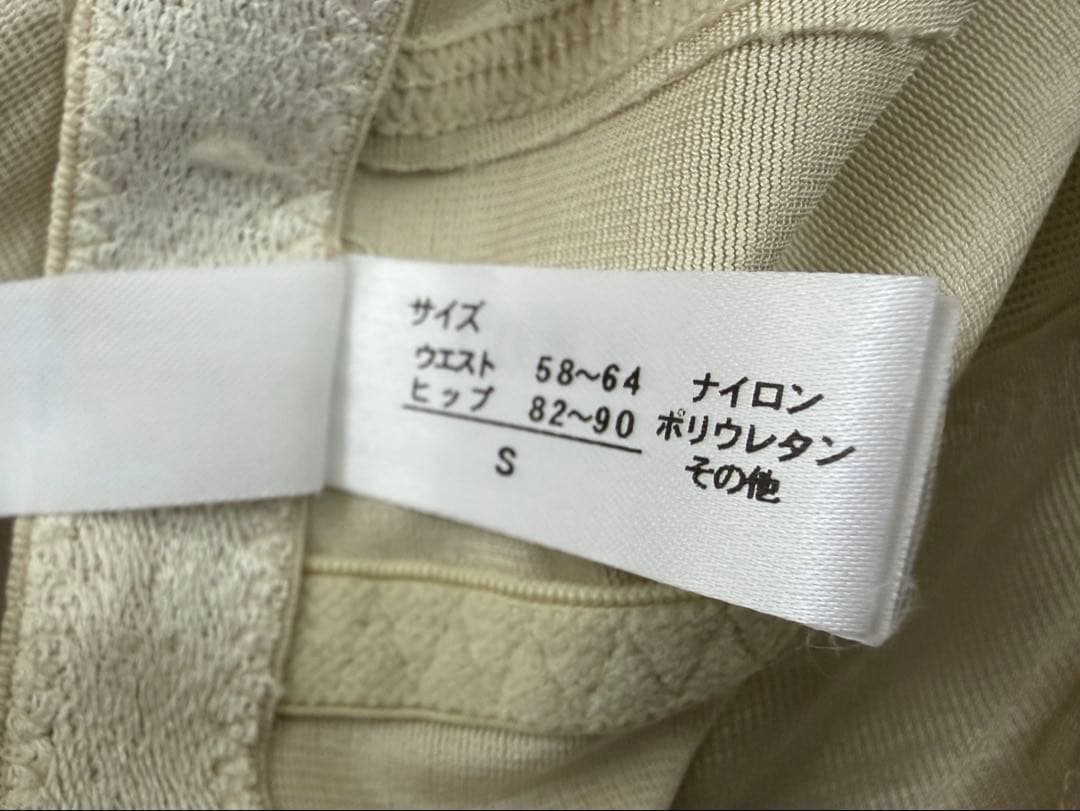 サイズ
ウエスト 58～64
ヒップ 82～90
S
ナイロン
ポリウレタン
その他